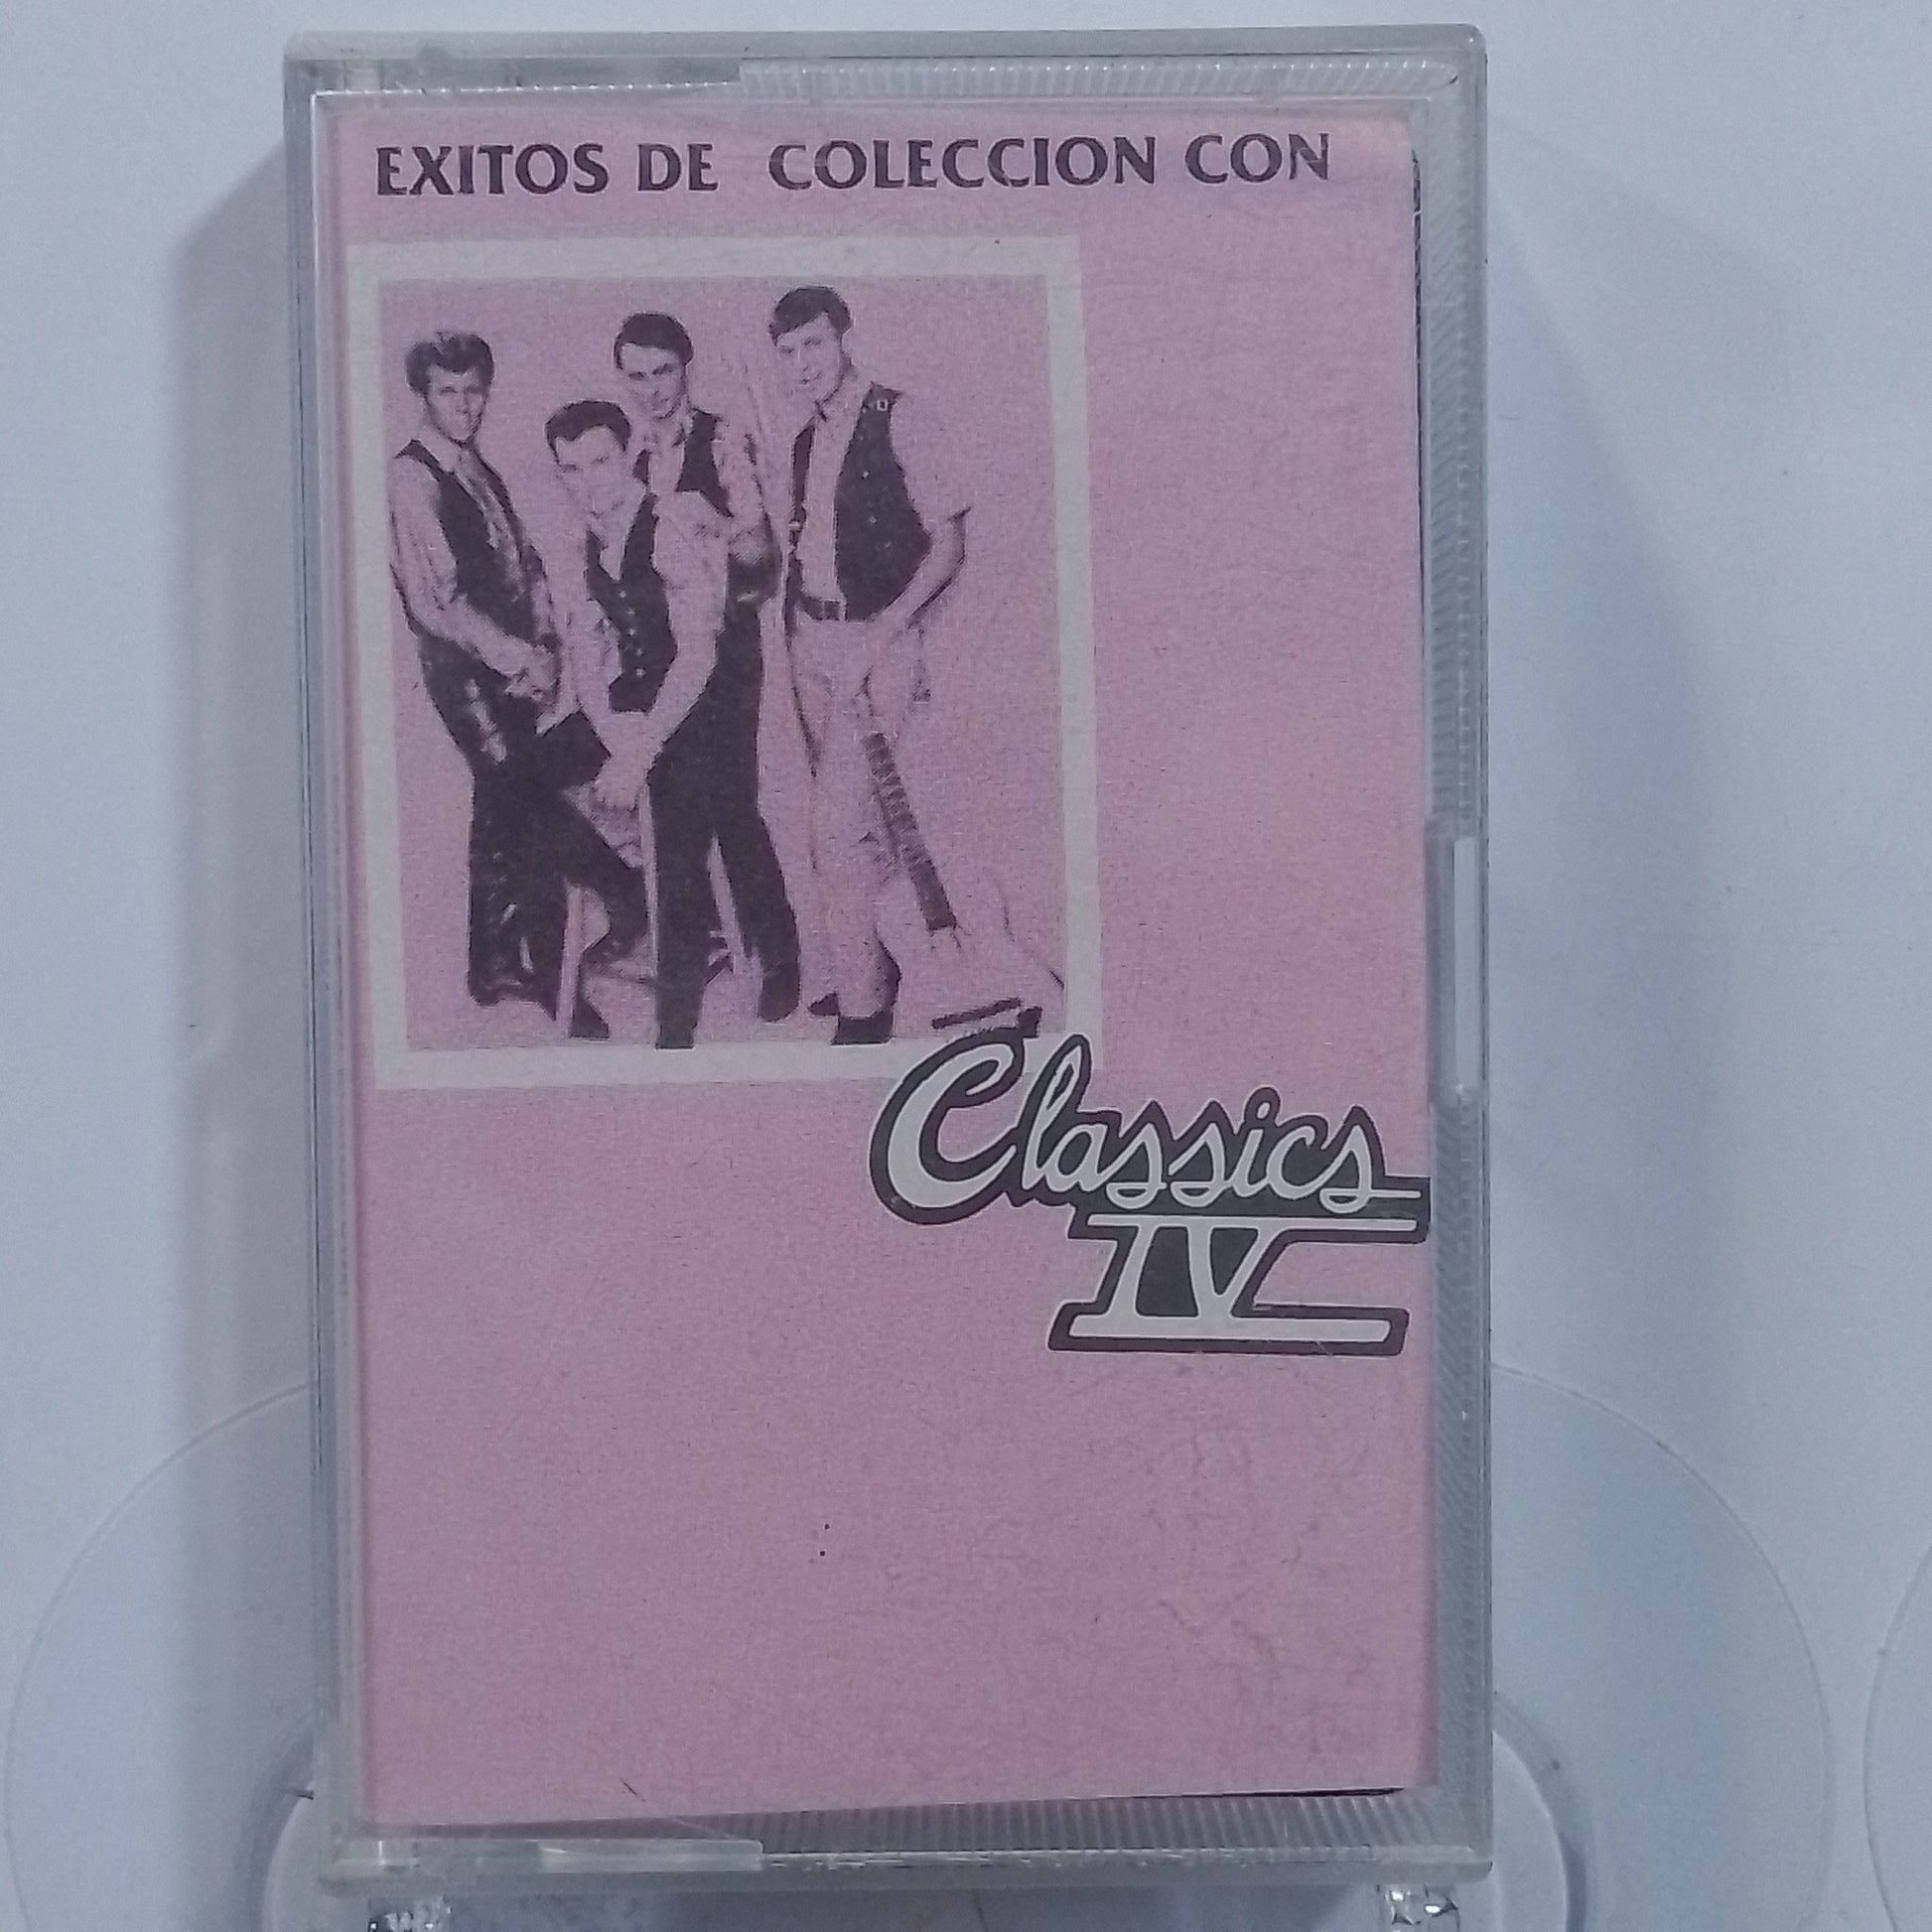 EXITOS DE COLECCION CON
Classics
IV